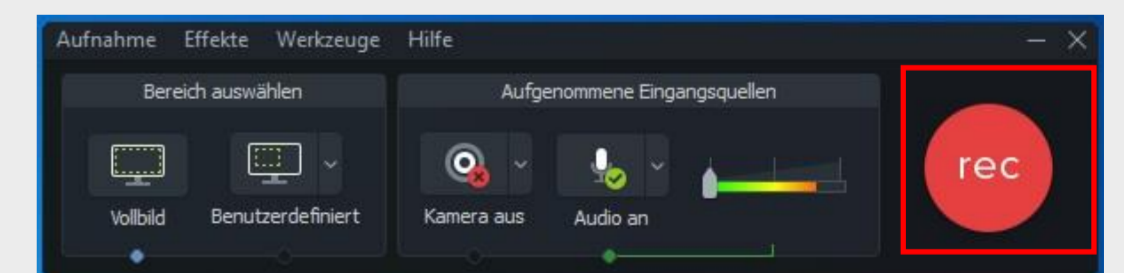 Aufnahme Effekte Werkzeuge Hilfe
Bereich auswählen
Aufgenommene Eingangsquellen
rec
Vollbild
Benutzerdefiniert
Kamera aus
Audio an